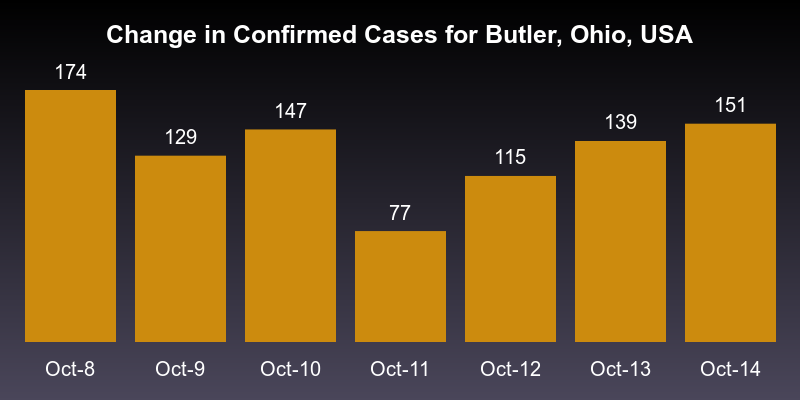 Change in Confirmed Cases for Butler, Ohio, USA
174
129
147
77
115
139
151
Oct-8
Oct-9
Oct-10
Oct-11
Oct-12
Oct-13
Oct-14